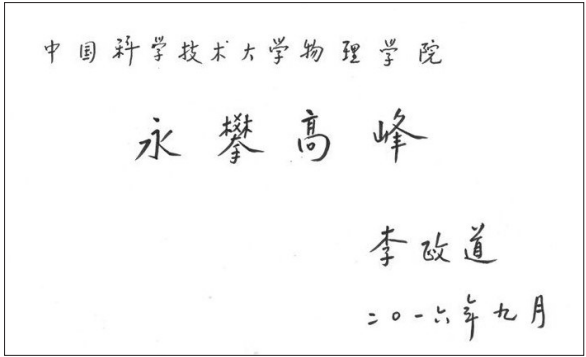 中国科学技术大学物理学院
永攀高峰
李政道
二〇一六年九月